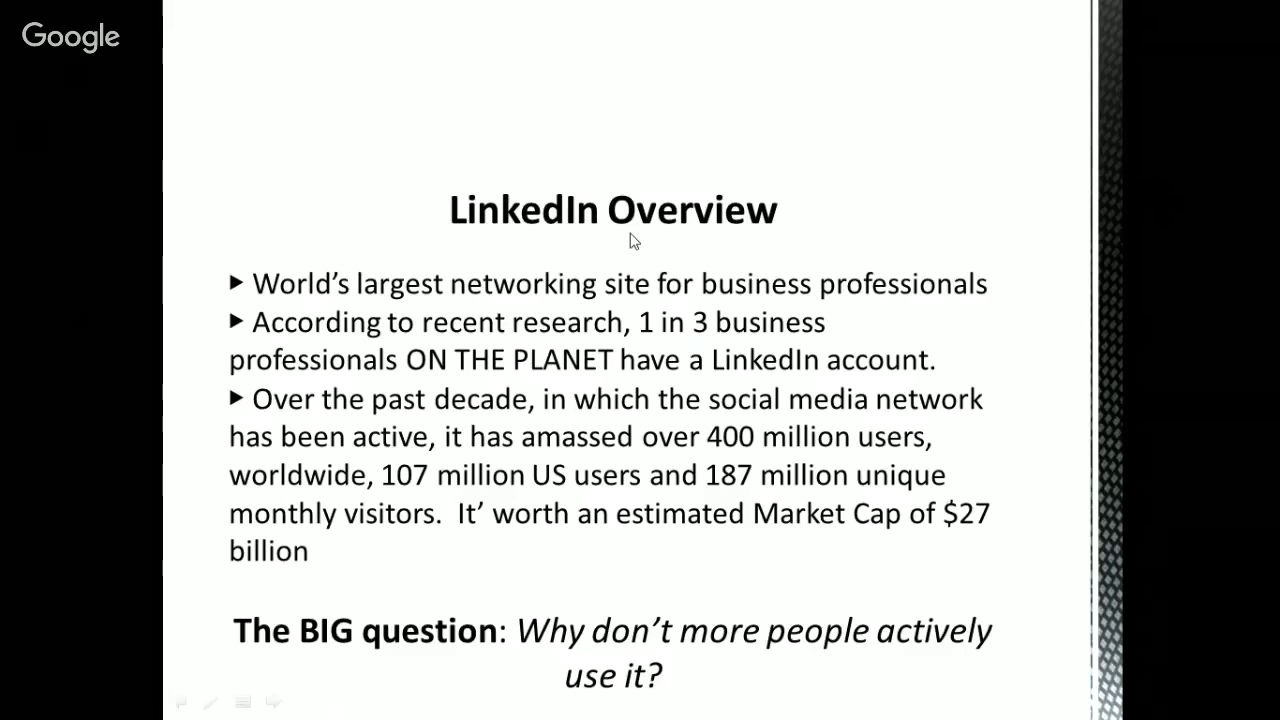 Google
LinkedIn Overview
▶ World's largest networking site for business professionals
▶ According to recent research, 1 in 3 business
professionals ON THE PLANET have a LinkedIn account.
▶ Over the past decade, in which the social media network
has been active, it has amassed over 400 million users,
worldwide, 107 million US users and 187 million unique
monthly visitors.  It' worth an estimated Market Cap of $27
billion
The BIG question: Why don't more people actively
use it?